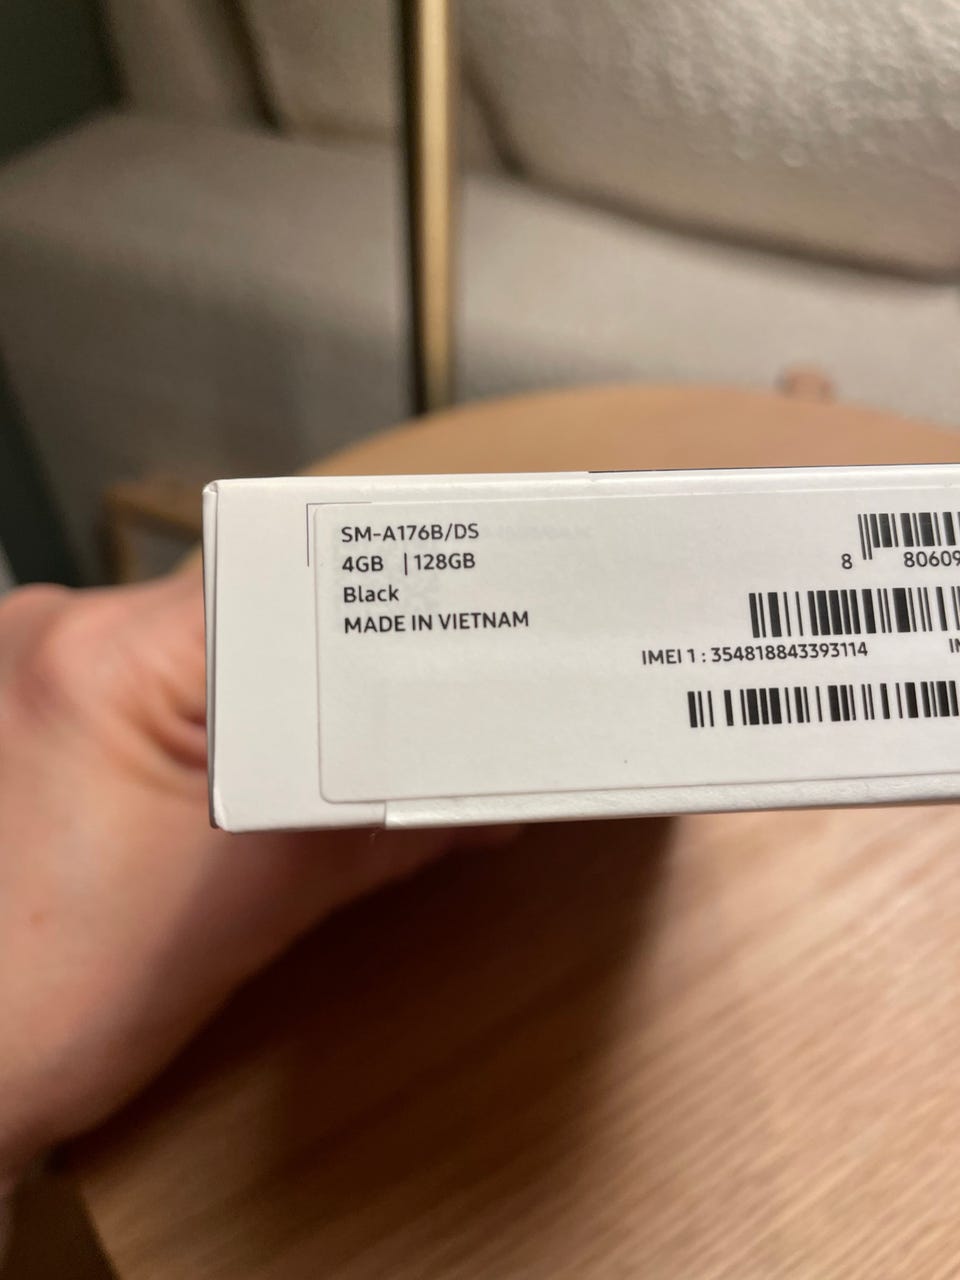 SM-A176B/DS
4GB | 128GB
Black
MADE IN VIETNAM
8 80609
IMEI 1 : 354818843393114